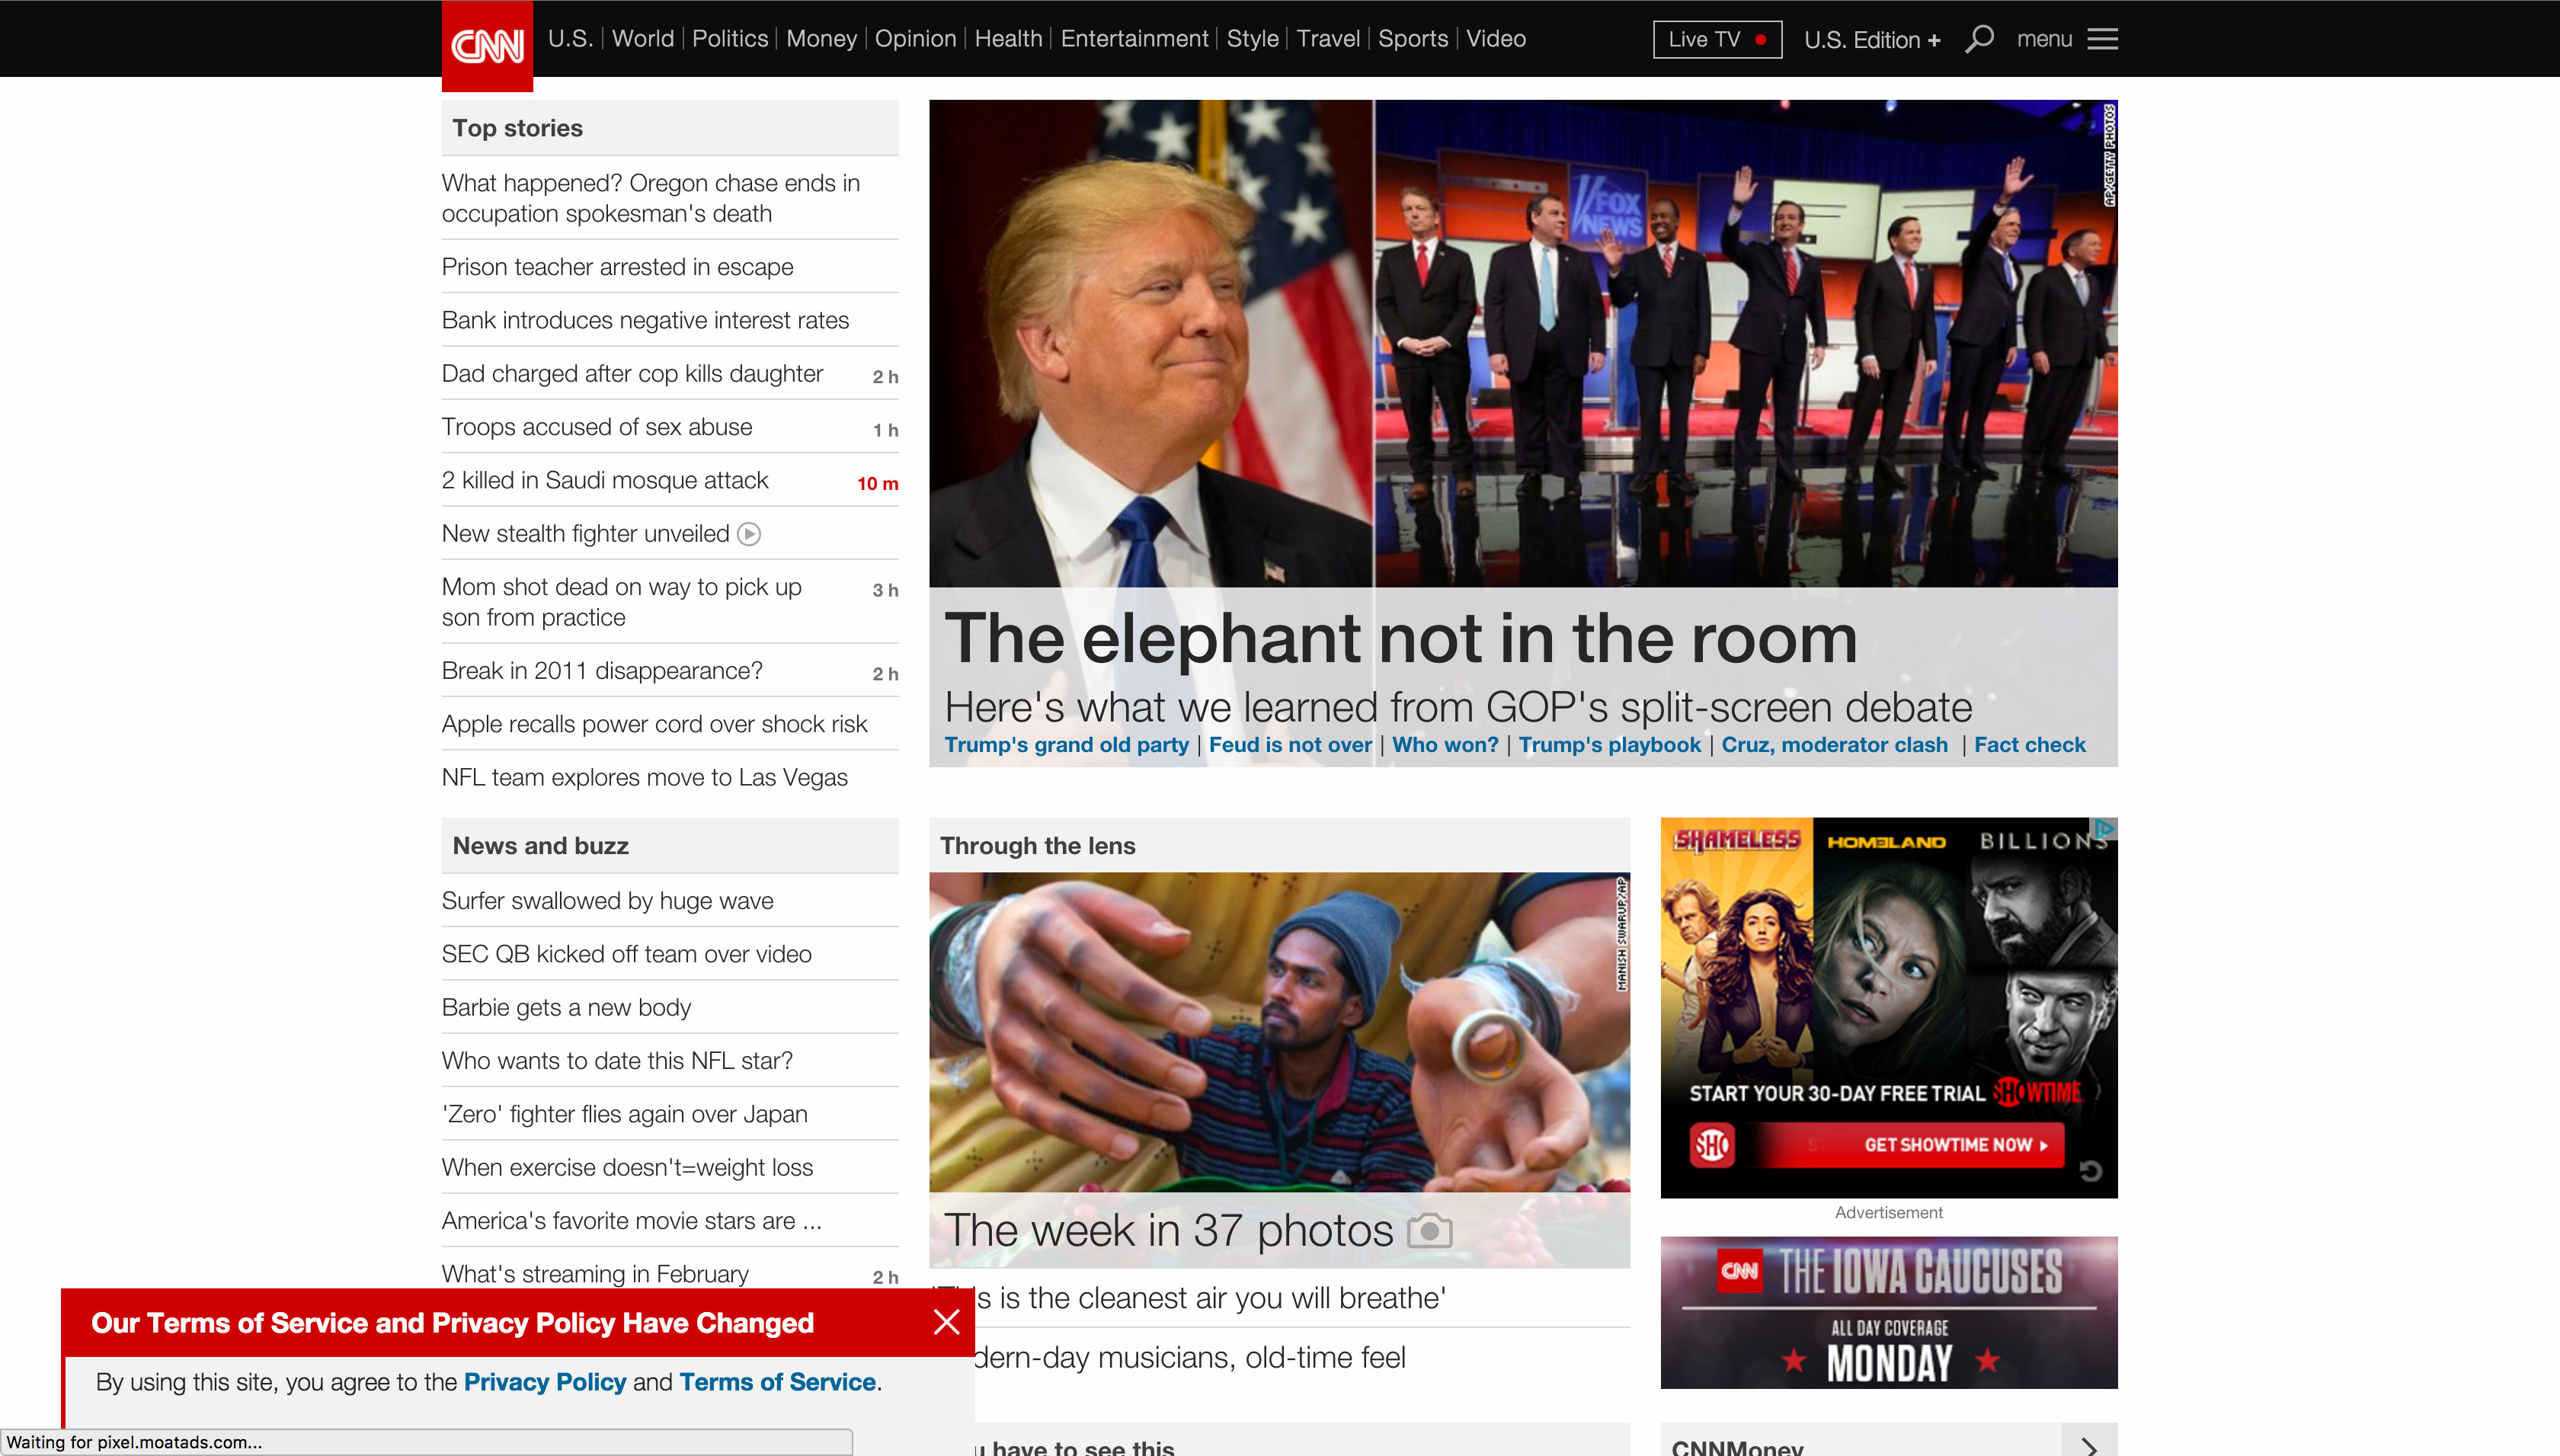 CNN
U.S. | World | Politics | Money | Opinion | Health | Entertainment | Style | Travel | Sports | Video
Live TV
U.S. Edition +
menu
Top stories
What happened? Oregon chase ends in
occupation spokesman's death
Prison teacher arrested in escape
Bank introduces negative interest rates
Dad charged after cop kills daughter 2 h
Troops accused of sex abuse 1 h
2 killed in Saudi mosque attack 10 m
New stealth fighter unveiled
Mom shot dead on way to pick up 3 h
son from practice
Break in 2011 disappearance? 2 h
Apple recalls power cord over shock risk
NFL team explores move to Las Vegas
AP/GETTY PHOTOS
FOX
NEWS
The elephant not in the room
Here's what we learned from GOP's split-screen debate
Trump's grand old party | Feud is not over | Who won? | Trump's playbook | Cruz, moderator clash | Fact check
News and buzz
Surfer swallowed by huge wave
SEC QB kicked off team over video
Barbie gets a new body
Who wants to date this NFL star?
'Zero' fighter flies again over Japan
When exercise doesn't=weight loss
America's favorite movie stars are ...
What's streaming in February 2 h
Through the lens
MANISH SWARUP/AP
The week in 37 photos
is the cleanest air you will breathe'
musicians, old-time feel
have to see this
SHAMELESS
HOMELAND
BILLIONS
START YOUR 30-DAY FREE TRIAL SHOWTIME
SHO
GET SHOWTIME NOW
Advertisement
CNN THE IOWA CAUCUSES
ALL DAY COVERAGE
MONDAY
CNNMoney
Our Terms of Service and Privacy Policy Have Changed
By using this site, you agree to the Privacy Policy and Terms of Service.
Waiting for pixel.moatads.com...